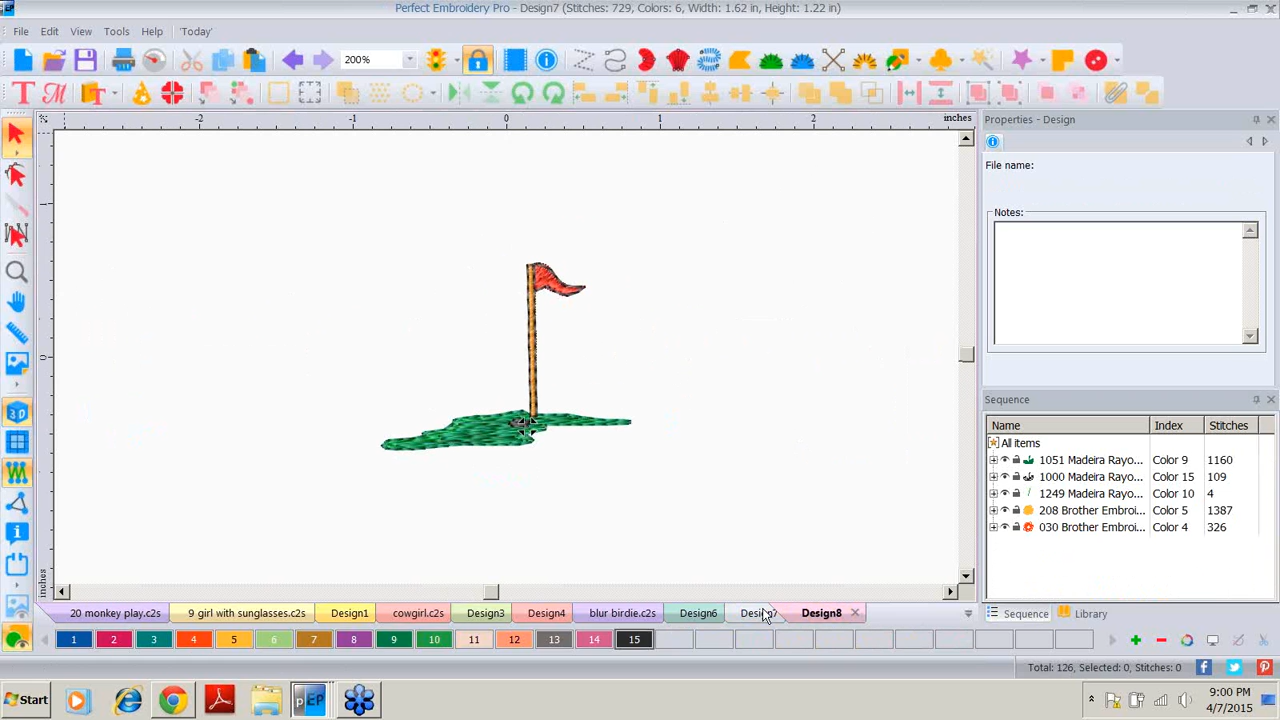 Perfect Embroidery Pro - Design7 (Stitches: 729, Colors: 6, Width: 1.62 in, Height: 1.22 in)
File Edit View Tools Help 'Today'
200%
T M T
-2 -1 0 1 2 inches
0
inches
Properties - Design
File name:
Notes:
Sequence
Name Index Stitches
All items
1051 Madeira Rayo... Color 9 1160
1000 Madeira Rayo... Color 15 109
1249 Madeira Rayo... Color 10 4
208 Brother Embroi... Color 5 1387
030 Brother Embroi... Color 4 326
20 monkey play.c2s 9 girl with sunglasses.c2s Design1 cowgirl.c2s Design3 Design4 blur birdie.c2s Design6 Design7 Design8
Sequence Library
1 2 3 4 5 6 7 8 9 10 11 12 13 14 15
Total: 126, Selected: 0, Stitches: 0
Start pEP 9:00 PM
4/7/2015